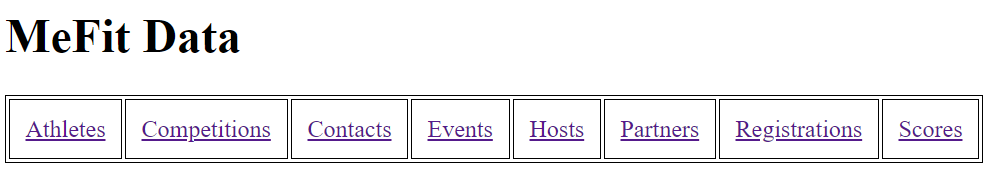 MeFit Data
Athletes Competitions Contacts Events Hosts Partners Registrations Scores